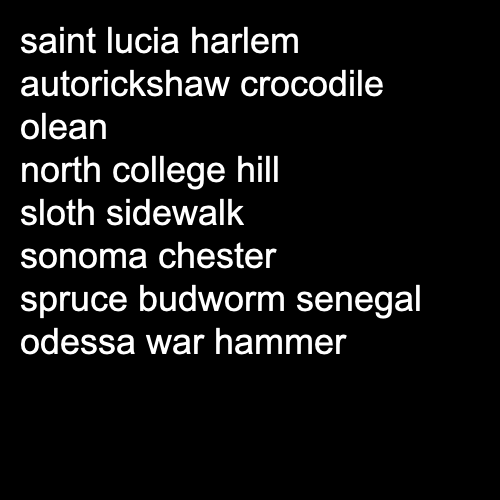 saint lucia harlem
autorickshaw crocodile
olean
north college hill
sloth sidewalk
sonoma chester
spruce budworm senegal
odessa war hammer